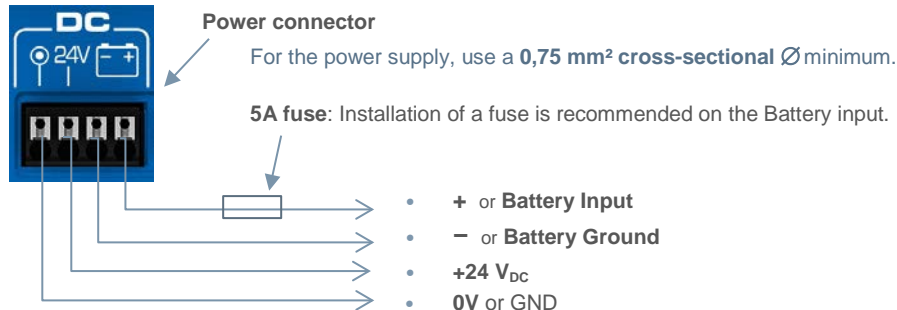 DC
Power connector
24V - +
For the power supply, use a 0,75 mm² cross-sectional Ø minimum.
5A fuse: Installation of a fuse is recommended on the Battery input.
• + or Battery Input
• − or Battery Ground
• +24 VDC
• 0V or GND